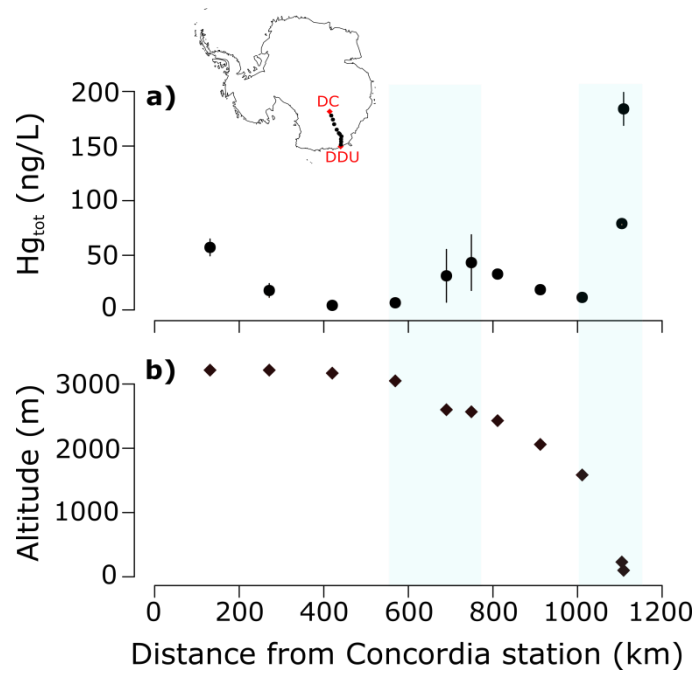 a)
DC
DDU
Hg_tot (ng/L)
200
150
100
50
0
b)
Altitude (m)
3000
2000
1000
0
0 200 400 600 800 1000 1200
Distance from Concordia station (km)